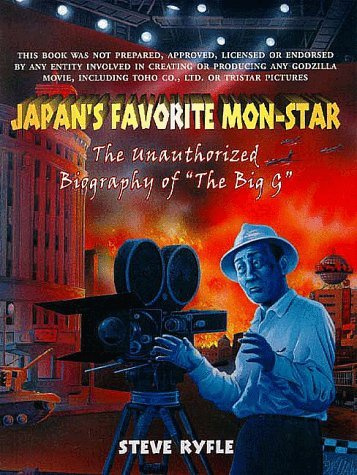 THIS BOOK WAS NOT PREPARED, APPROVED, LICENSED OR ENDORSED
BY ANY ENTITY INVOLVED IN CREATING OR PRODUCING ANY GODZILLA
MOVIE, INCLUDING TOHO CO., LTD. OR TRISTAR PICTURES
JAPAN'S FAVORITE MON-STAR
The Unauthorized
Biography of "The Big G"
STEVE RYFLE